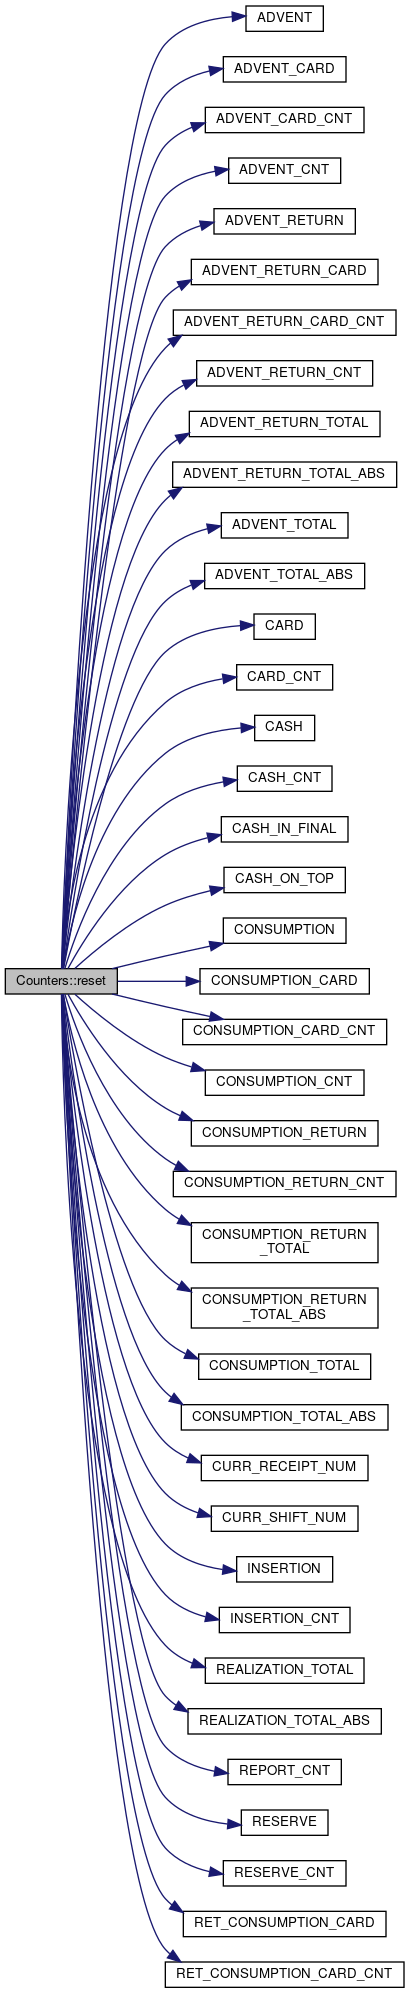 ADVENT
ADVENT_CARD
ADVENT_CARD_CNT
ADVENT_CNT
ADVENT_RETURN
ADVENT_RETURN_CARD
ADVENT_RETURN_CARD_CNT
ADVENT_RETURN_CNT
ADVENT_RETURN_TOTAL
ADVENT_RETURN_TOTAL_ABS
ADVENT_TOTAL
ADVENT_TOTAL_ABS
CARD
CARD_CNT
CASH
CASH_CNT
CASH_IN_FINAL
CASH_ON_TOP
CONSUMPTION
Counters::reset
CONSUMPTION_CARD
CONSUMPTION_CARD_CNT
CONSUMPTION_CNT
CONSUMPTION_RETURN
CONSUMPTION_RETURN_CNT
CONSUMPTION_RETURN
_TOTAL
CONSUMPTION_RETURN
_TOTAL_ABS
CONSUMPTION_TOTAL
CONSUMPTION_TOTAL_ABS
CURR_RECEIPT_NUM
CURR_SHIFT_NUM
INSERTION
INSERTION_CNT
REALIZATION_TOTAL
REALIZATION_TOTAL_ABS
REPORT_CNT
RESERVE
RESERVE_CNT
RET_CONSUMPTION_CARD
RET_CONSUMPTION_CARD_CNT